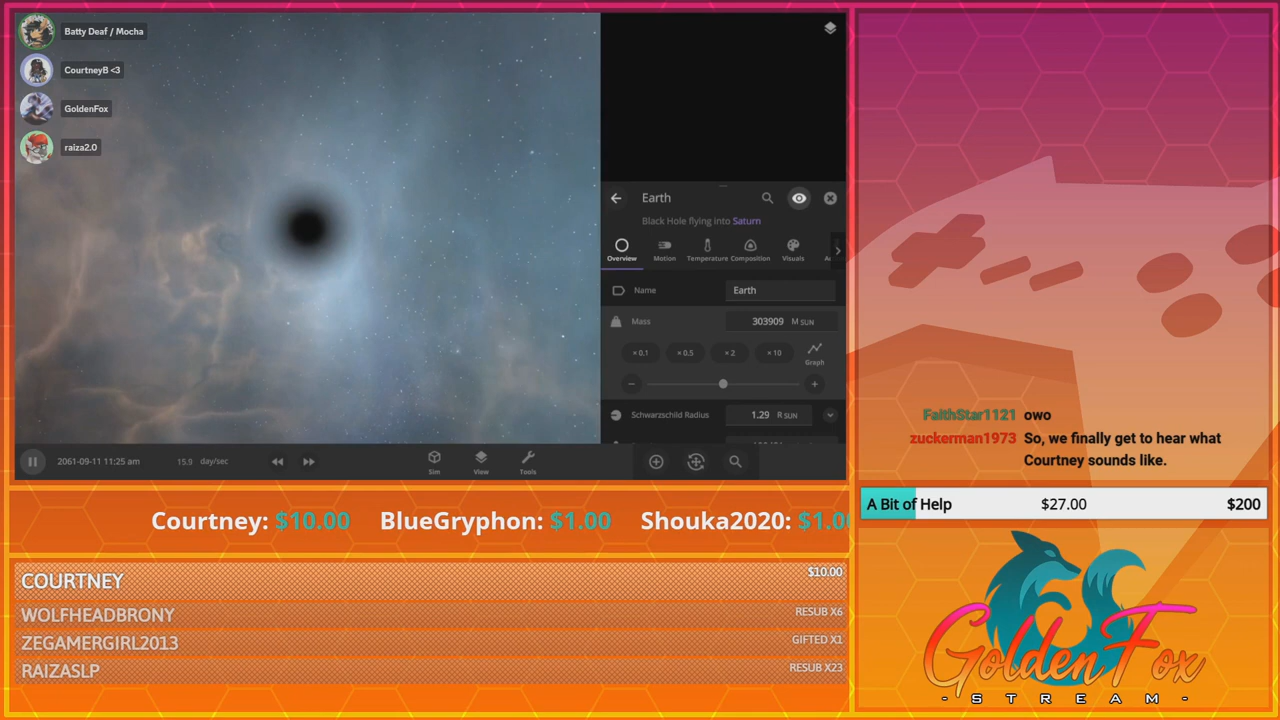 Batty Deaf / Mocha
CourtneyB <3
GoldenFox
raiza2.0
Earth
Black Hole flying into Saturn
Overview
Motion
Temperature
Composition
Visuals
Name
Earth
Mass
303909 M SUN
× 0.1
× 0.5
× 2
× 10
Graph
Schwarzschild Radius
1.29 R SUN
2061-09-11 11:25 am
15.9 day/sec
Sim
View
Tools
FaithStar1121 owo
zuckerman1973 So, we finally get to hear what
Courtney sounds like.
A Bit of Help $27.00 $200
Courtney: $10.00 BlueGryphon: $1.00 Shouka2020: $1.0
COURTNEY $10.00
WOLFHEADBRONY RESUB X6
ZEGAMERGIRL2013 GIFTED X1
RAIZASLP RESUB X23
GoldenFox
- STREAM -